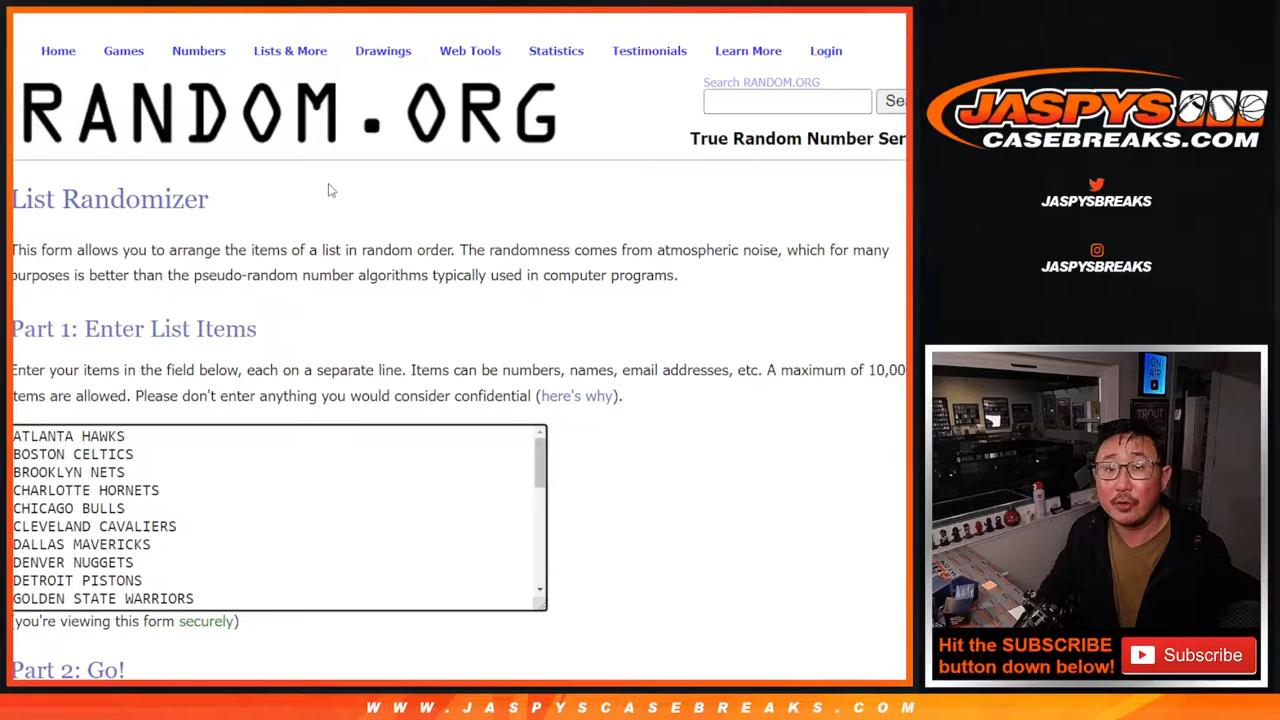 Home Games Numbers Lists & More Drawings Web Tools Statistics Testimonials Learn More Login
RANDOM.ORG
Search RANDOM.ORG
True Random Number Ser
List Randomizer
This form allows you to arrange the items of a list in random order. The randomness comes from atmospheric noise, which for many
purposes is better than the pseudo-random number algorithms typically used in computer programs.
Part 1: Enter List Items
Enter your items in the field below, each on a separate line. Items can be numbers, names, email addresses, etc. A maximum of 10,00
items are allowed. Please don't enter anything you would consider confidential (here's why).
ATLANTA HAWKS
BOSTON CELTICS
BROOKLYN NETS
CHARLOTTE HORNETS
CHICAGO BULLS
CLEVELAND CAVALIERS
DALLAS MAVERICKS
DENVER NUGGETS
DETROIT PISTONS
GOLDEN STATE WARRIORS
(you're viewing this form securely)
Part 2: Go!
JASPYS
CASEBREAKS.COM
JASPYSBREAKS
JASPYSBREAKS
ON
AIR
TROUT
Hit the SUBSCRIBE
button down below!
Subscribe
WWW.JASPYSCASEBREAKS.COM